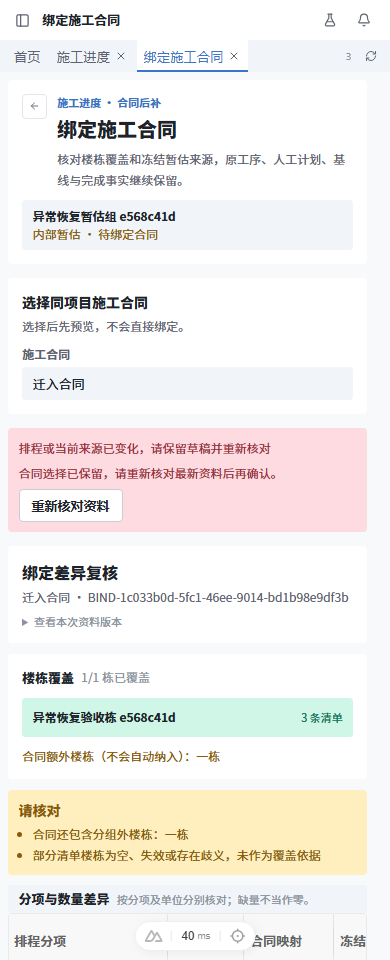 绑定施工合同
首页 施工进度 × 绑定施工合同 × 3
施工进度 · 合同后补
绑定施工合同
核对楼栋覆盖和冻结暂估来源，原工序、人工计划、基
线与完成事实继续保留。
异常恢复暂估组 e568c41d
内部暂估 · 待绑定合同
选择同项目施工合同
选择后先预览，不会直接绑定。
施工合同
迁入合同
排程或当前来源已变化，请保留草稿并重新核对
合同选择已保留，请重新核对最新资料后再确认。
重新核对资料
绑定差异复核
迁入合同 · BIND-1c033b0d-5fc1-46ee-9014-bd1b98e9df3b
查看本次资料版本
楼栋覆盖 1/1 栋已覆盖
异常恢复验收栋 e568c41d 3 条清单
合同额外楼栋（不会自动纳入）：一栋
请核对
合同还包含分组外楼栋：一栋
部分清单楼栋为空、失效或存在歧义，未作为覆盖依据
分项与数量差异 按分项及单位分别核对；缺量不当作零。
排程分项 合同映射 冻结
40 ms